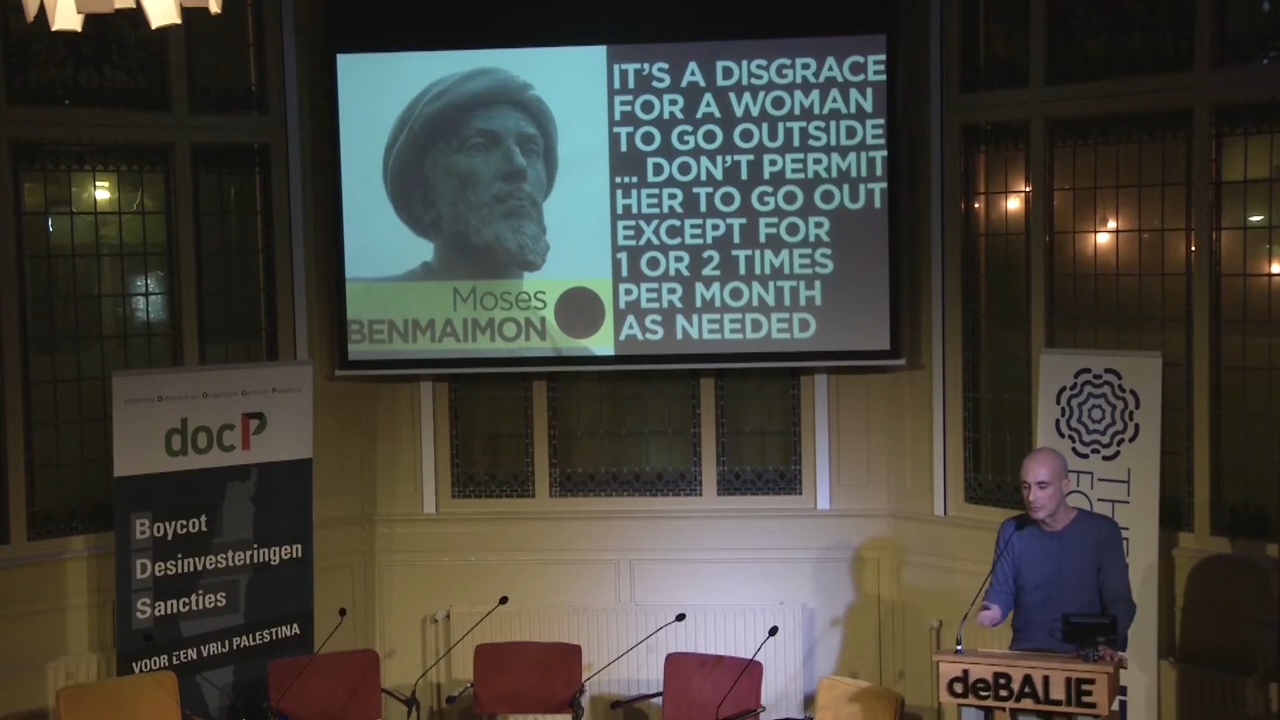 IT'S A DISGRACE
FOR A WOMAN
TO GO OUTSIDE
... DON'T PERMIT
HER TO GO OUT
EXCEPT FOR
1 OR 2 TIMES
PER MONTH
AS NEEDED
Moses
BENMAIMON
docP
Boycot
Desinvesteringen
Sancties
VOOR EEN VRIJ PALESTINA
THE
deBALIE